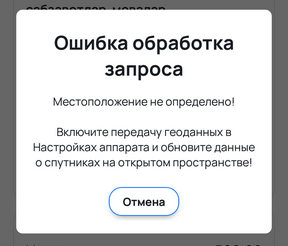 сабзавотлар, мевалар
Ошибка обработка
запроса
Местоположение не определено!
Включите передачу геоданных в
Настройках аппарата и обновите данные
о спутниках на открытом пространстве!
Отмена